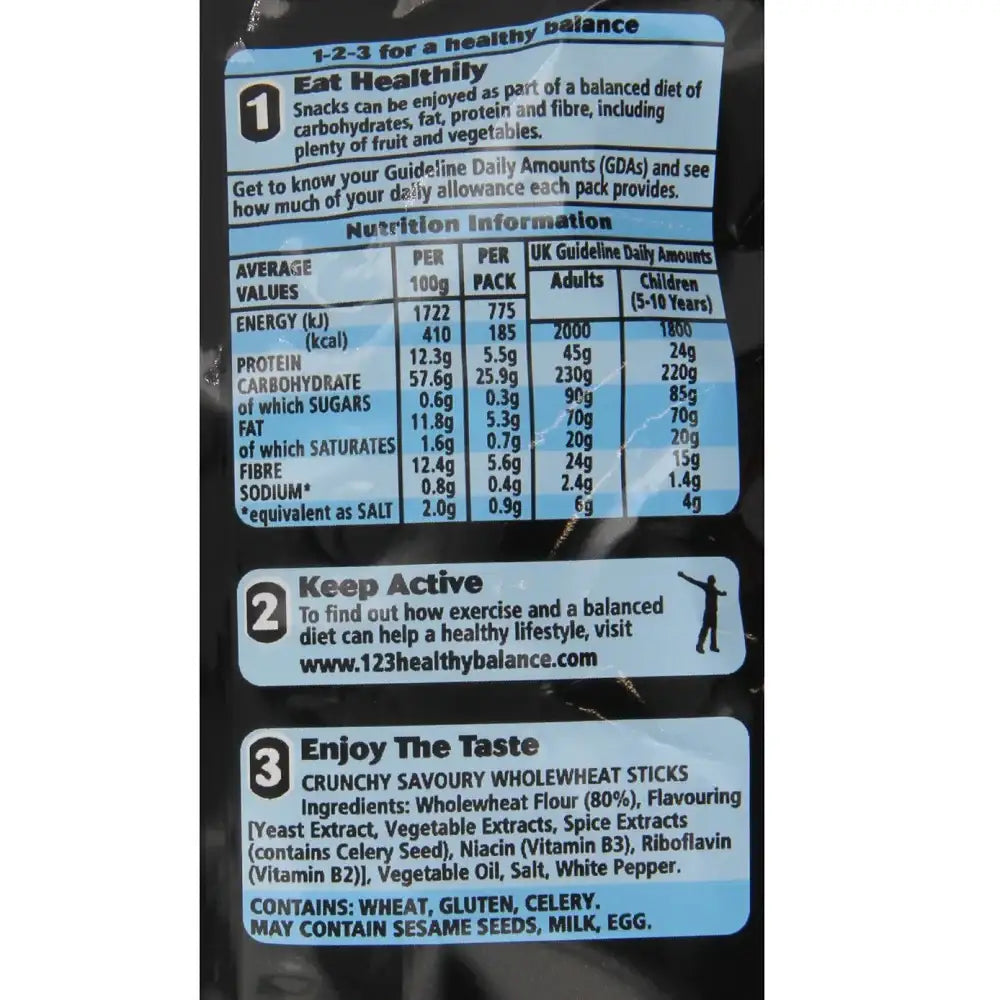 1-2-3 for a healthy balance
1 Eat Healthily
Snacks can be enjoyed as part of a balanced diet of
carbohydrates, fat, protein and fibre, including
plenty of fruit and vegetables.
Get to know your Guideline Daily Amounts (GDAs) and see
how much of your daily allowance each pack provides.
Nutrition Information
AVERAGE VALUES PER 100g PER PACK UK Guideline Daily Amounts
Adults Children (5-10 Years)
ENERGY (kJ) 1722 775
(kcal) 410 185 2000 1800
PROTEIN 12.3g 5.5g 45g 24g
CARBOHYDRATE 57.6g 25.9g 230g 220g
of which SUGARS 0.6g 0.3g 90g 85g
FAT 11.8g 5.3g 70g 70g
of which SATURATES 1.6g 0.7g 20g 20g
FIBRE 12.4g 5.6g 24g 15g
SODIUM* 0.8g 0.4g 2.4g 1.4g
*equivalent as SALT 2.0g 0.9g 6g 4g
2 Keep Active
To find out how exercise and a balanced
diet can help a healthy lifestyle, visit
www.123healthybalance.com
3 Enjoy The Taste
CRUNCHY SAVOURY WHOLEWHEAT STICKS
Ingredients: Wholewheat Flour (80%), Flavouring
[Yeast Extract, Vegetable Extracts, Spice Extracts
(contains Celery Seed), Niacin (Vitamin B3), Riboflavin
(Vitamin B2)], Vegetable Oil, Salt, White Pepper.
CONTAINS: WHEAT, GLUTEN, CELERY.
MAY CONTAIN SESAME SEEDS, MILK, EGG.